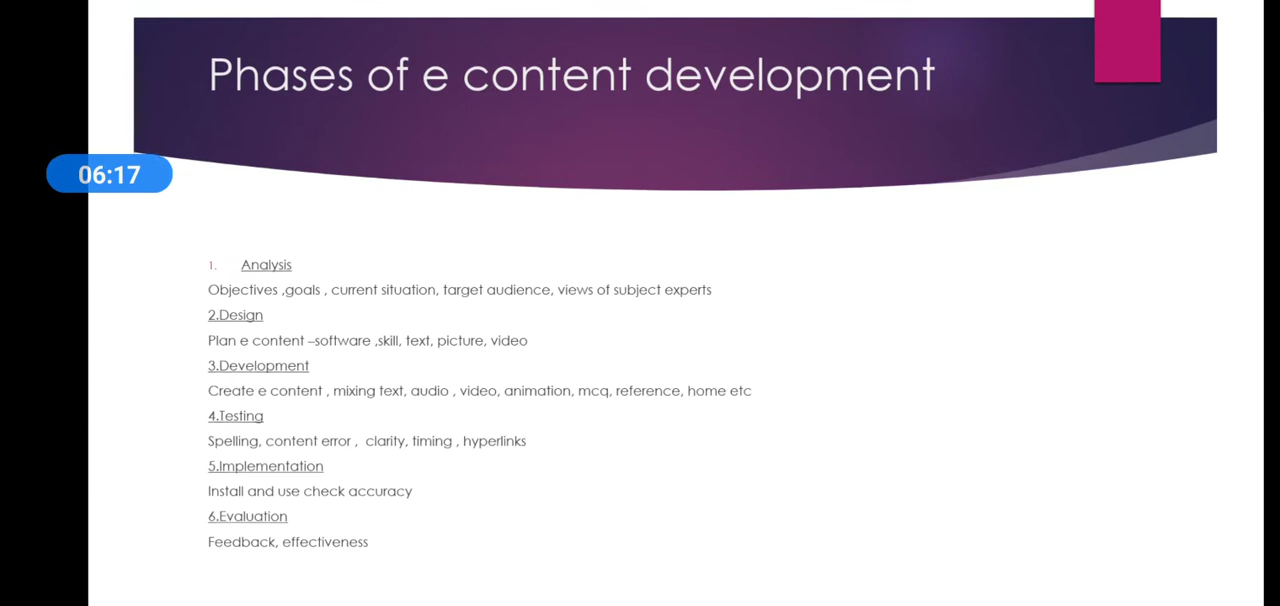 Phases of e content development
06:17
1. Analysis
Objectives ,goals , current situation, target audience, views of subject experts
2.Design
Plan e content –software ,skill, text, picture, video
3.Development
Create e content , mixing text, audio , video, animation, mcq, reference, home etc
4.Testing
Spelling, content error ,  clarity, timing , hyperlinks
5.Implementation
Install and use check accuracy
6.Evaluation
Feedback, effectiveness